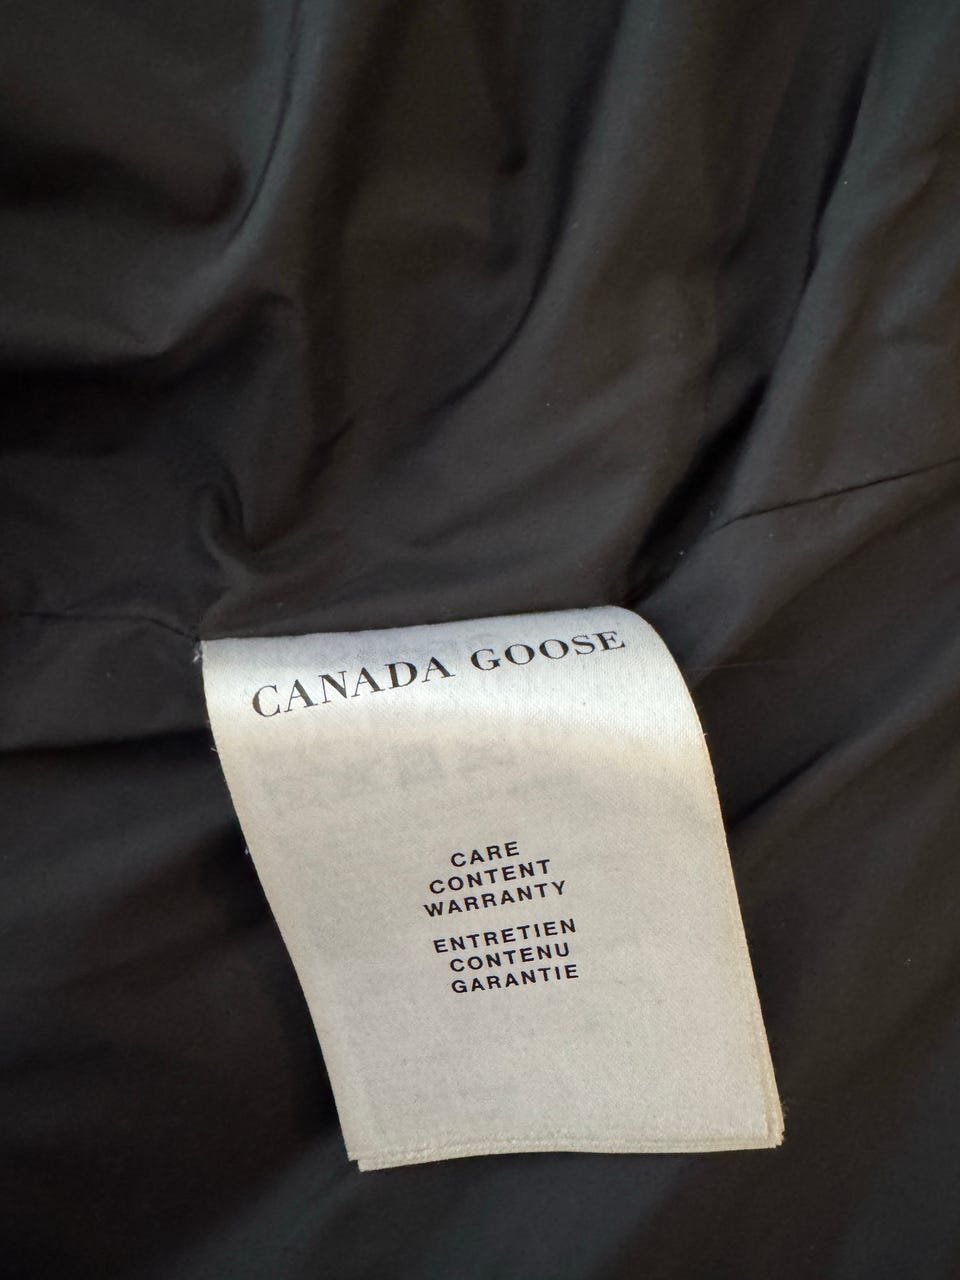 CANADA GOOSE
CARE
CONTENT
WARRANTY
ENTRETIEN
CONTENU
GARANTIE